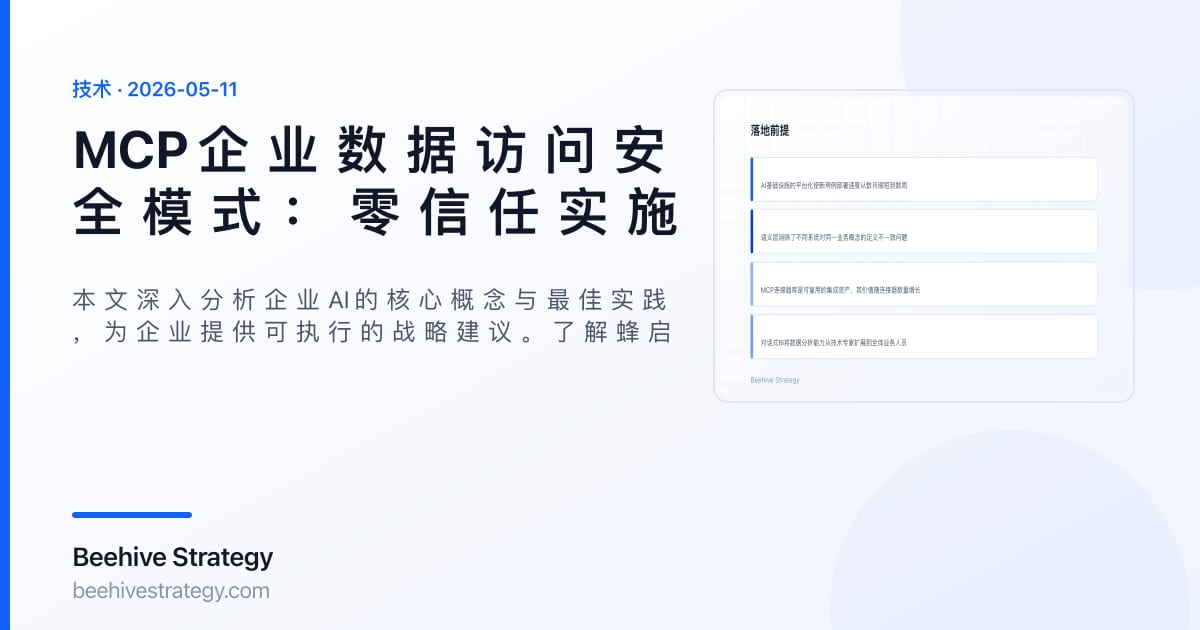 技术 · 2026-05-11
MCP企业数据访问安
全模式：零信任实施
本文深入分析企业AI的核心概念与最佳实践
，为企业提供可执行的战略建议。了解蜂启
Beehive Strategy
beehivestrategy.com
落地前提
AI基础设施的平台化使新用例部署速度从数月缩短到数周
语义层消除了不同系统对同一业务概念的定义不一致问题
MCP连接器库是可复用的集成资产，其价值随连接器数量增长
对话式BI将数据分析能力从技术专家扩展到全体业务人员
Beehive Strategy